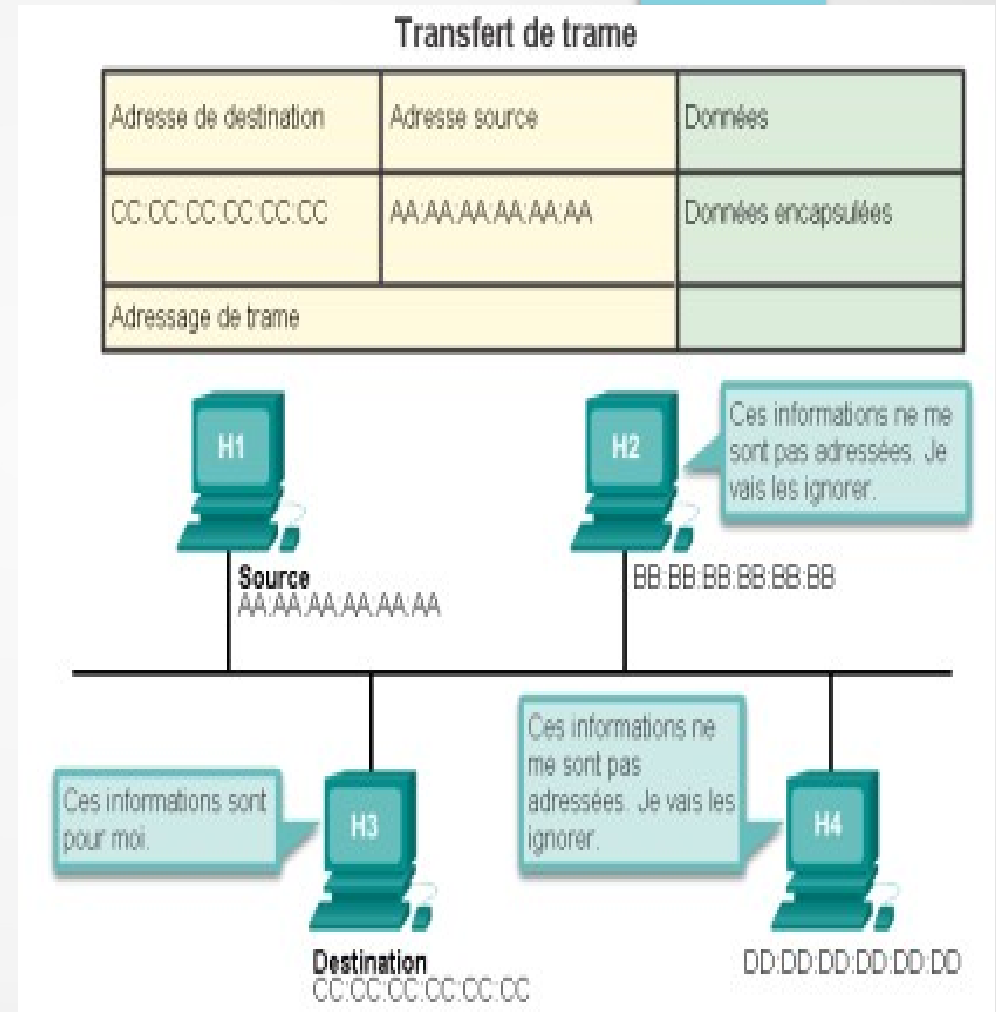 Transfert de trame
Adresse de destination
Adresse source
Données
CC:CC:CC:CC:CC:CC
AA:AA:AA:AA:AA:AA
Données encapsulées
Adressage de trame
H1
H2
Ces informations ne me
sont pas adressées. Je
vais les ignorer.
Source
AA:AA:AA:AA:AA:AA
BB:BB:BB:BB:BB:BB
Ces informations sont
pour moi.
H3
Ces informations ne
me sont pas
adressées. Je vais les
ignorer.
H4
Destination
CC:CC:CC:CC:CC:CC
DD:DD:DD:DD:DD:DD